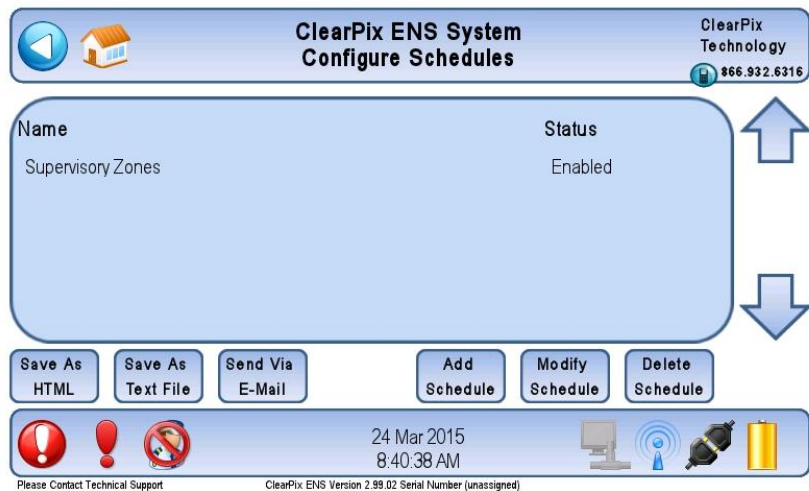 ClearPix ENS System
Configure Schedules
ClearPix
Technology
866.932.6316
Name Status
Supervisory Zones Enabled
Save As
HTML
Save As
Text File
Send Via
E-Mail
Add
Schedule
Modify
Schedule
Delete
Schedule
24 Mar 2015
8:40:38 AM
Please Contact Technical Support
ClearPix ENS Version 2.99.02 Serial Number (unassigned)